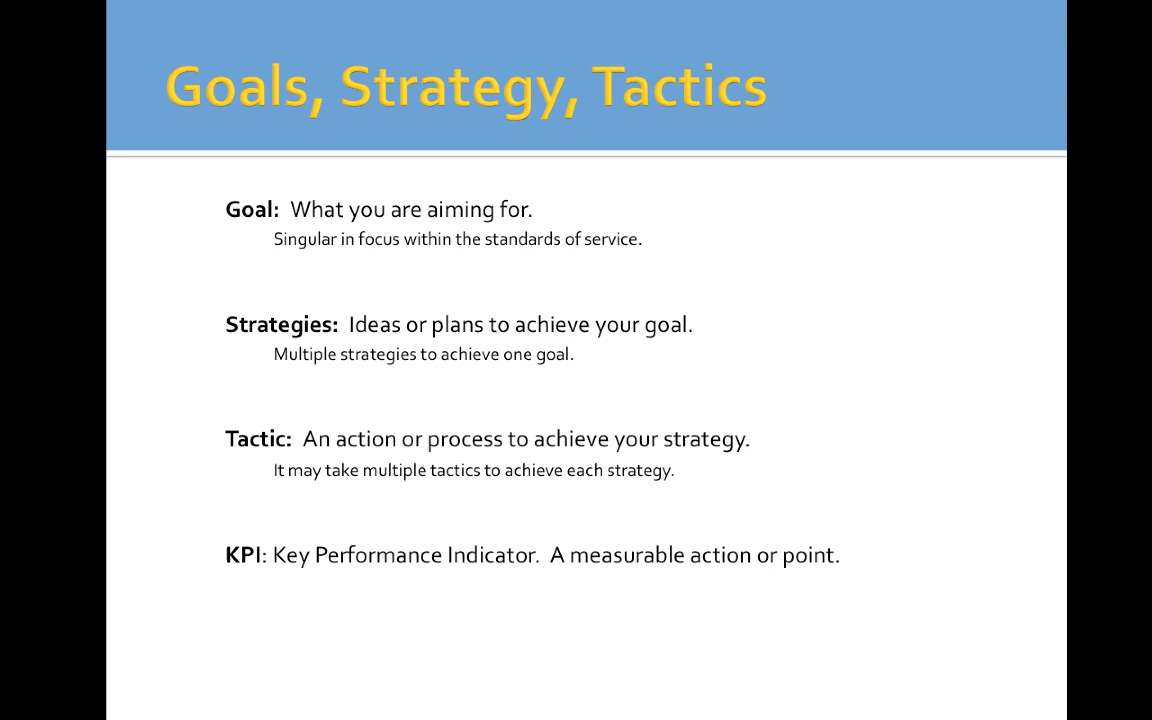 Goals, Strategy, Tactics
Goal: What you are aiming for.
Singular in focus within the standards of service.
Strategies: Ideas or plans to achieve your goal.
Multiple strategies to achieve one goal.
Tactic: An action or process to achieve your strategy.
It may take multiple tactics to achieve each strategy.
KPI: Key Performance Indicator. A measurable action or point.